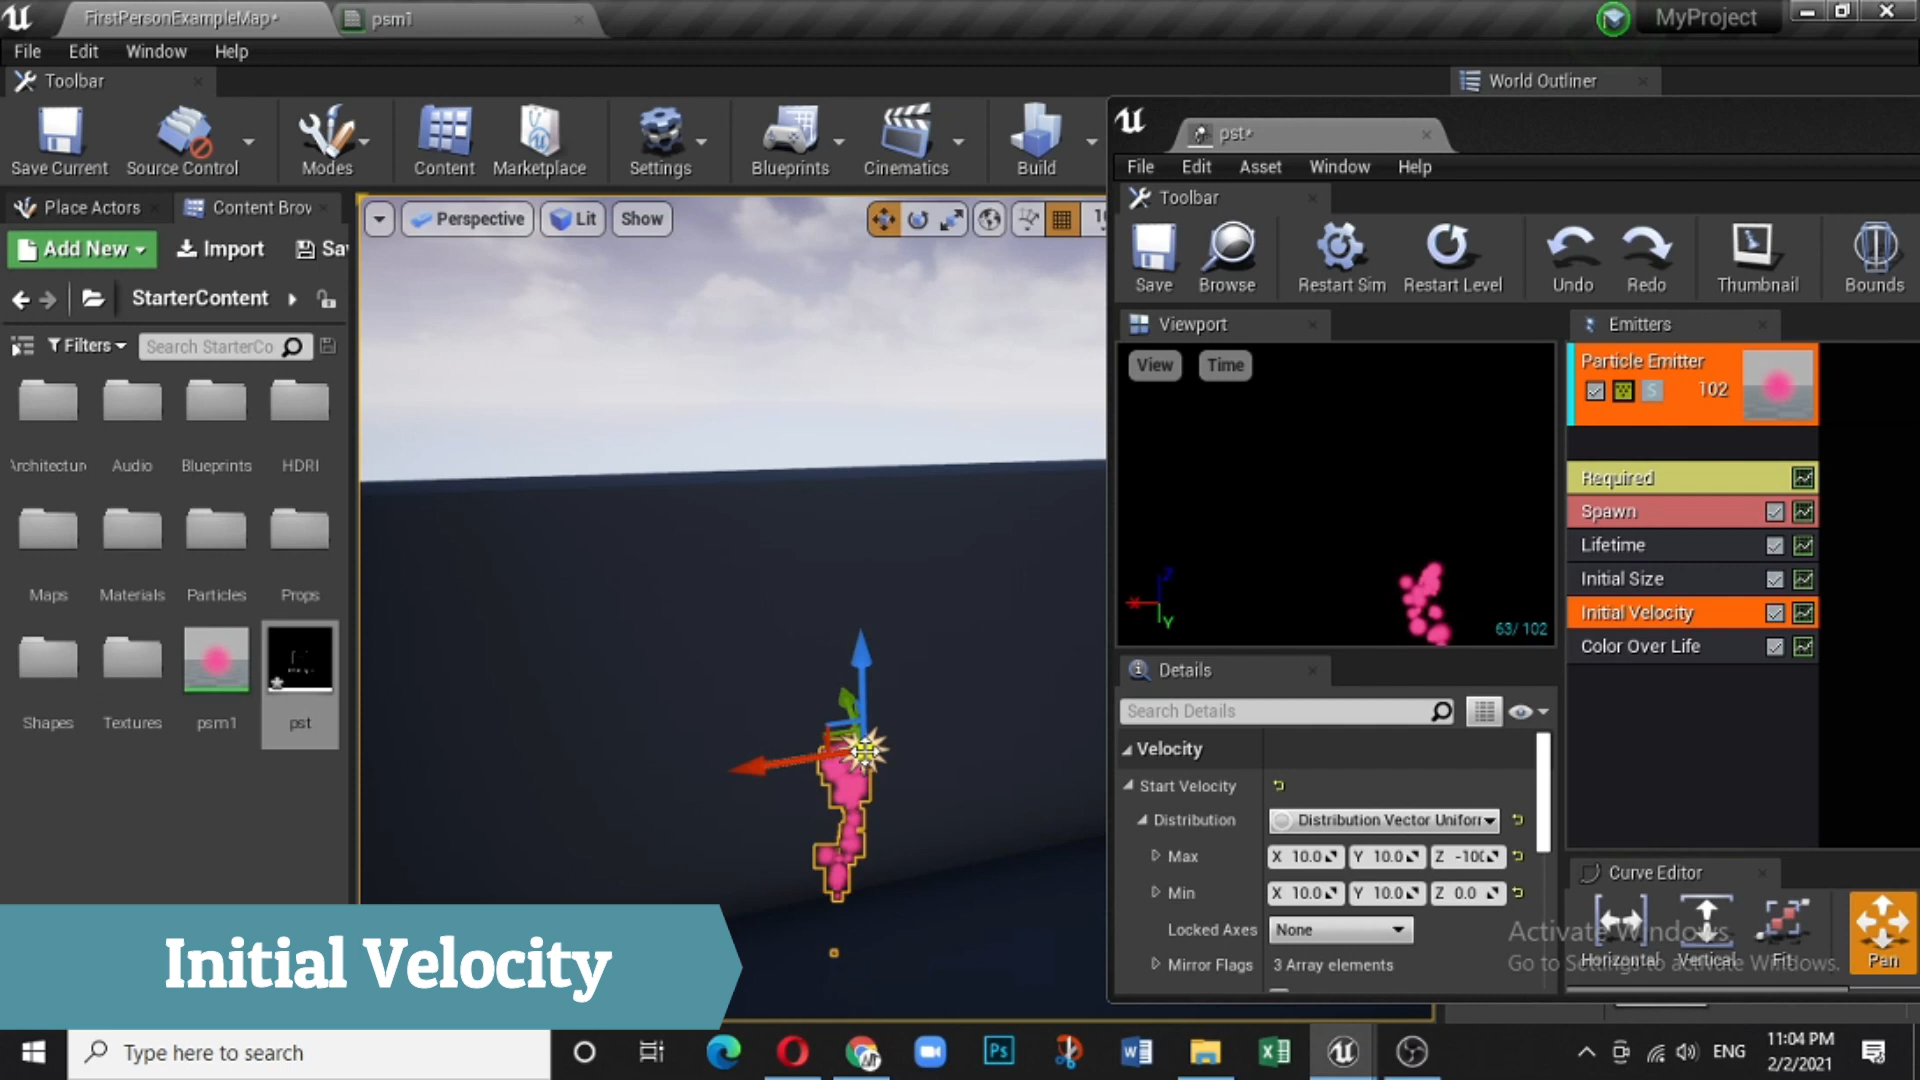 FirstPersonExampleMap*
psm1
MyProject
File Edit Window Help
Toolbar
World Outliner
Save Current
Source Control
Modes
Content
Marketplace
Settings
Blueprints
Cinematics
Build
Place Actors
Content Brov
Add New
Import
Sa
StarterContent
Filters
Search StarterCo
Audio
Blueprints
HDRI
Maps
Materials
Particles
Props
Shapes
Textures
psm1
pst
Perspective
Lit
Show
pst*
File Edit Asset Window Help
Toolbar
Save
Browse
Restart Sim
Restart Level
Undo
Redo
Thumbnail
Bounds
Viewport
View
Time
Z
X
Y
63/ 102
Emitters
Particle Emitter
S
102
Required
Spawn
Lifetime
Initial Size
Initial Velocity
Color Over Life
Details
Search Details
Velocity
Start Velocity
Distribution
Distribution Vector Uniforr
Max
X 10.0
Y 10.0
Z -10
Min
X 10.0
Y 10.0
Z 0.0
Locked Axes
None
Mirror Flags
3 Array elements
Curve Editor
Horizontal
Vertical
Fit
Pan
Activate Windows
Go to Settings to activate Windows.
Initial Velocity
Type here to search
Ps
ENG
11:04 PM
2/2/2021